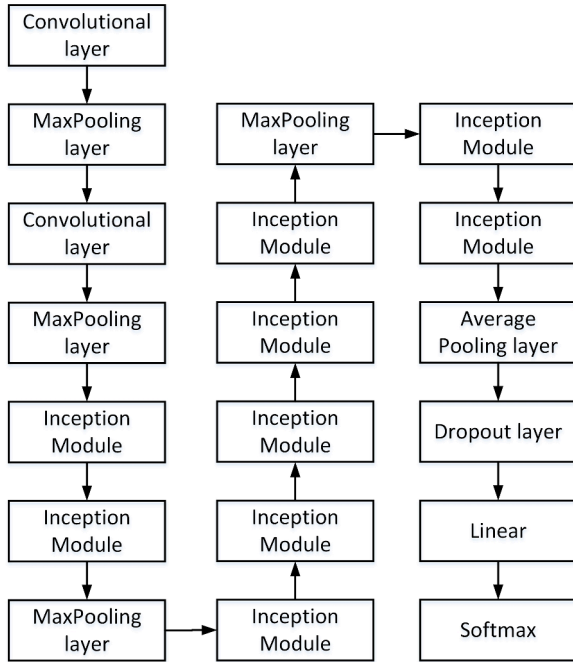 Convolutional
layer
MaxPooling
layer
Convolutional
layer
MaxPooling
layer
Inception
Module
Inception
Module
MaxPooling
layer
Inception
Module
Inception
Module
Inception
Module
Inception
Module
Inception
Module
MaxPooling
layer
Inception
Module
Inception
Module
Average
Pooling layer
Dropout layer
Linear
Softmax